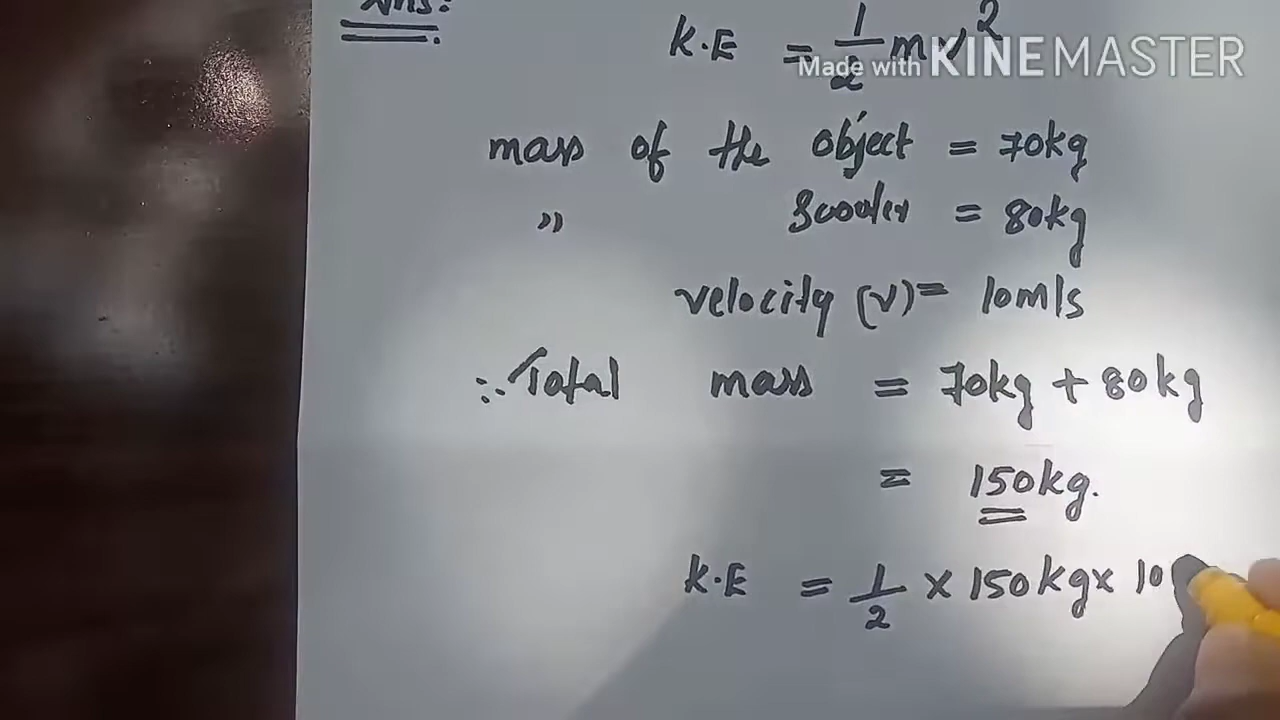 Ans:
K.E = 1/2 mv²
Made with KINEMASTER
mass of the object = 70kg
" Scooter = 80kg
velocity (v) = 10m/s
∴ Total mass = 70kg + 80kg
= 150kg.
K.E = 1/2 × 150kg × 10